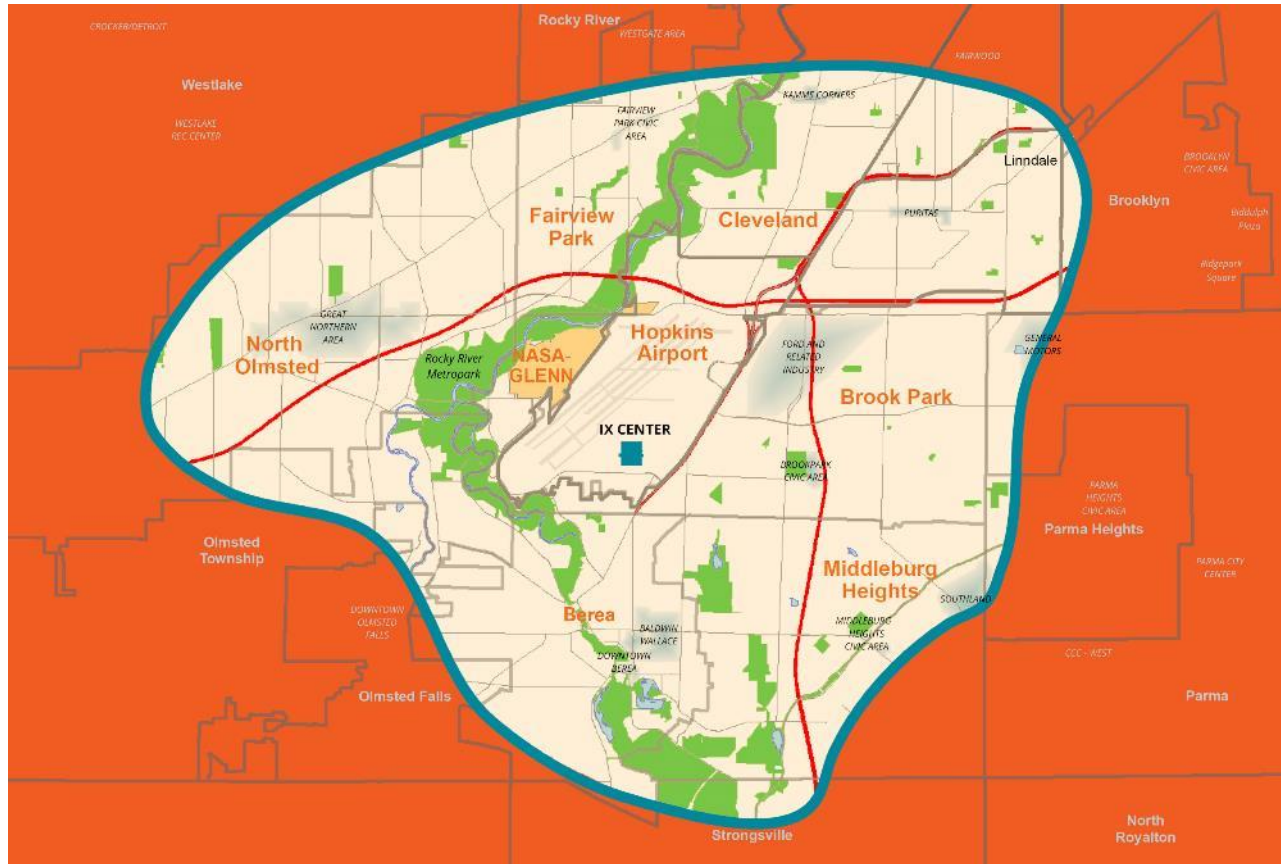 CROCKER/DETROIT
Rocky River
WESTGATE AREA
FAIRWOOD
Westlake
KAMMS CORNERS
WESTLAKE
REC CENTER
FAIRVIEW
PARK CIVIC
AREA
Linndale
BROOKLYN
CIVIC AREA
Brooklyn
Biddulph
Plaza
Ridgepark
Square
Fairview
Park
Cleveland
PURITAS
GREAT
NORTHERN
AREA
North
Olmsted
Rocky River
Metropark
NASA-
GLENN
Hopkins
Airport
FORD AND
RELATED
INDUSTRY
GENERAL
MOTORS
Brook Park
IX CENTER
BROOKPARK
CIVIC AREA
PARMA
HEIGHTS
CIVIC AREA
Parma Heights
PARMA CITY
CENTER
Olmsted
Township
Middleburg
Heights
SOUTHLAND
DOWNTOWN
OLMSTED
FALLS
Berea
BALDWIN
WALLACE
MIDDLEBURG
HEIGHTS
CIVIC AREA
DOWNTOWN
BEREA
CCC - WEST
Olmsted Falls
Parma
Strongsville
North
Royalton